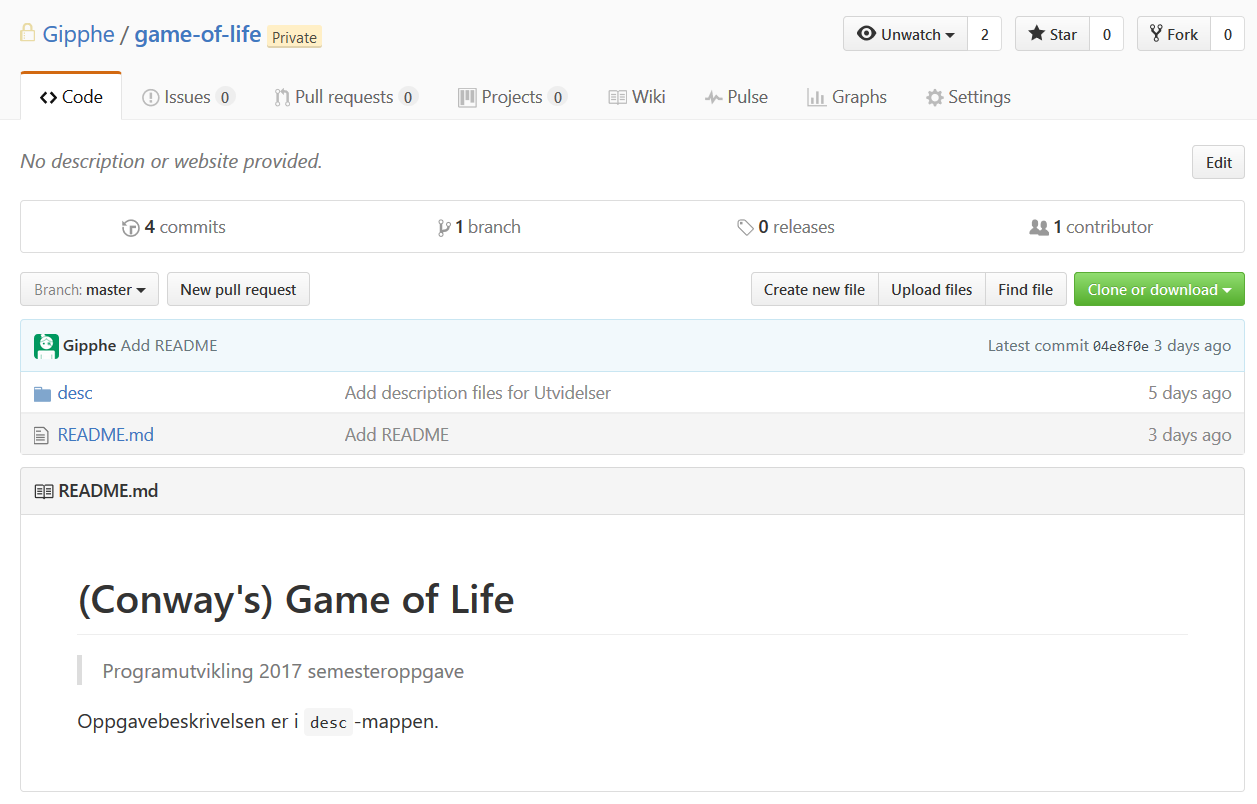 Gipphe / game-of-life Private Unwatch 2 Star 0 Fork 0
Code Issues 0 Pull requests 0 Projects 0 Wiki Pulse Graphs Settings
No description or website provided. Edit
4 commits 1 branch 0 releases 1 contributor
Branch: master New pull request Create new file Upload files Find file Clone or download
Gipphe Add README Latest commit 04e8f0e 3 days ago
desc Add description files for Utvidelser 5 days ago
README.md Add README 3 days ago
README.md
(Conway's) Game of Life
Programutvikling 2017 semesteroppgave
Oppgavebeskrivelsen er i desc -mappen.